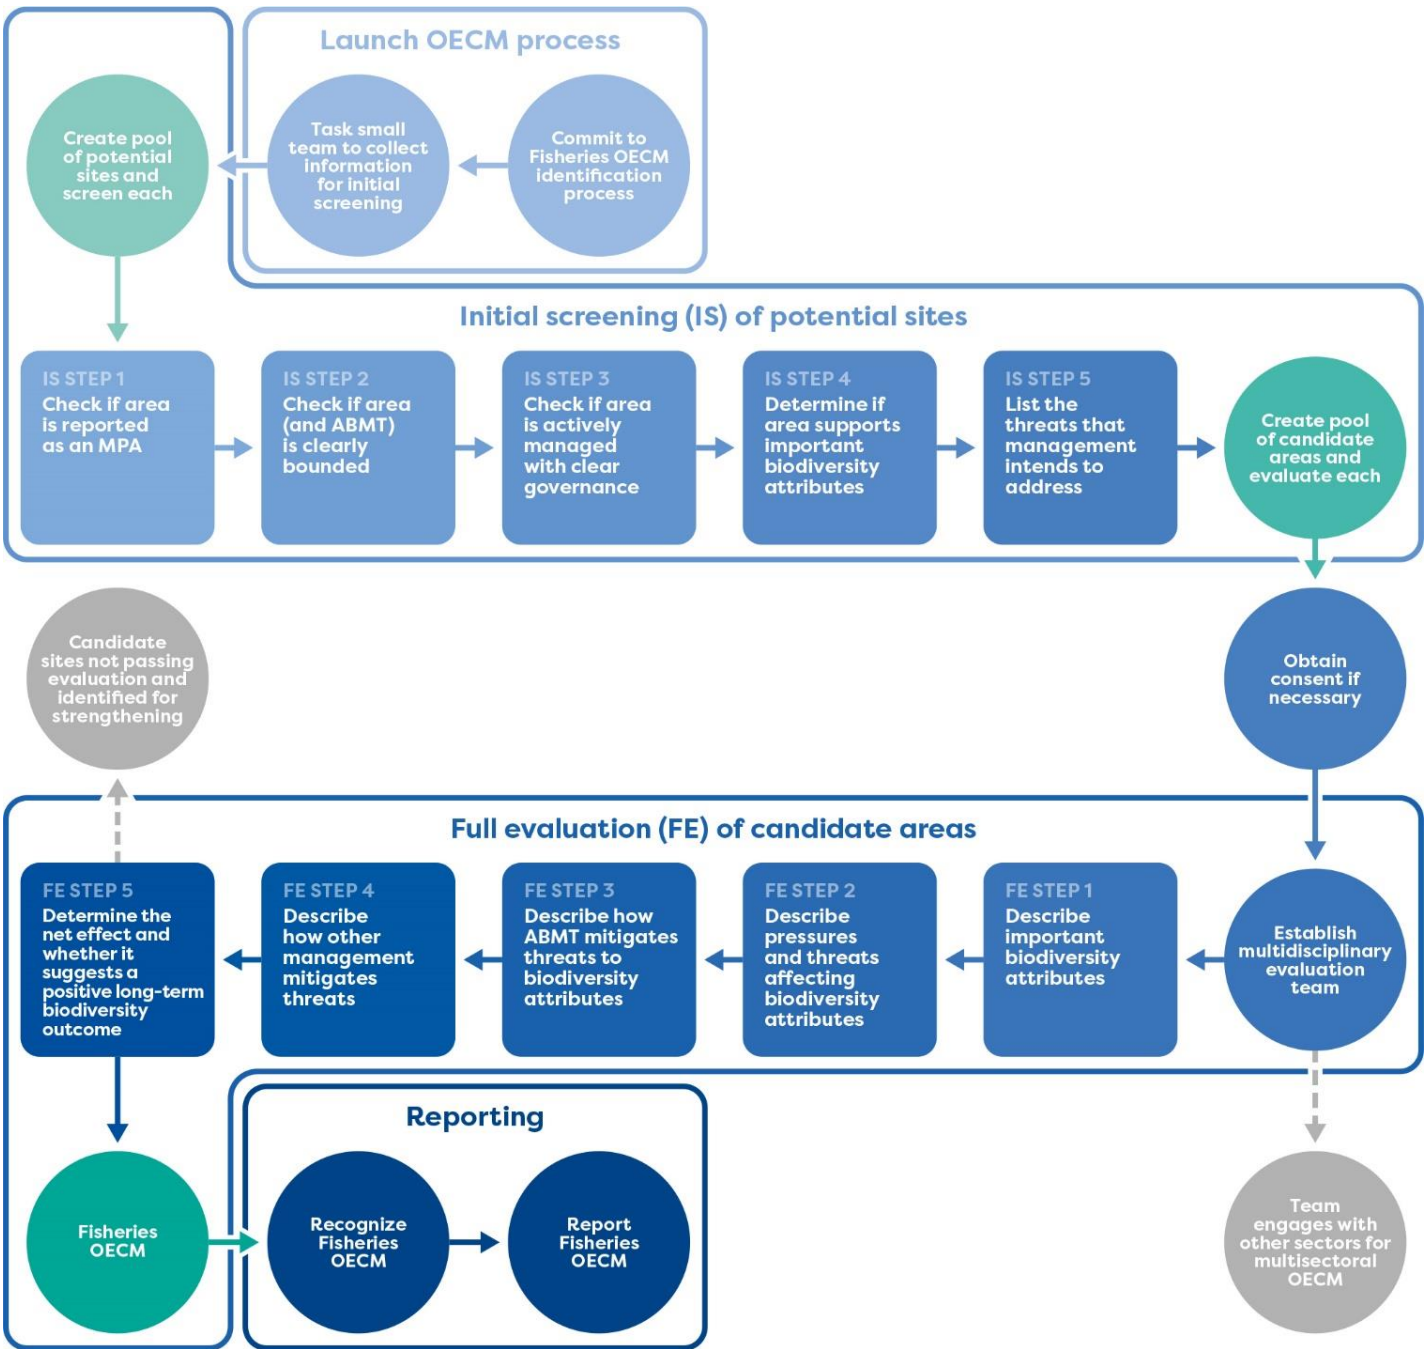 Launch OECM process
Create pool
of potential
sites and
screen each
Task small
team to collect
information
for initial
screening
Commit to
Fisheries OECM
identification
process
Initial screening (IS) of potential sites
IS STEP 1
Check if area
is reported
as an MPA
IS STEP 2
Check if area
(and ABMT)
is clearly
bounded
IS STEP 3
Check if area
is actively
managed
with clear
governance
IS STEP 4
Determine if
area supports
important
biodiversity
attributes
IS STEP 5
List the
threats that
management
intends to
address
Create pool
of candidate
areas and
evaluate each
Candidate
sites not passing
evaluation and
identified for
strengthening
Obtain
consent if
necessary
Full evaluation (FE) of candidate areas
FE STEP 5
Determine the
net effect and
whether it
suggests a
positive long-term
biodiversity
outcome
FE STEP 4
Describe
how other
management
mitigates
threats
FE STEP 3
Describe how
ABMT mitigates
threats to
biodiversity
attributes
FE STEP 2
Describe
pressures
and threats
affecting
biodiversity
attributes
FE STEP 1
Describe
important
biodiversity
attributes
Establish
multidisciplinary
evaluation
team
Reporting
Fisheries
OECM
Recognize
Fisheries
OECM
Report
Fisheries
OECM
Team
engages with
other sectors for
multisectoral
OECM